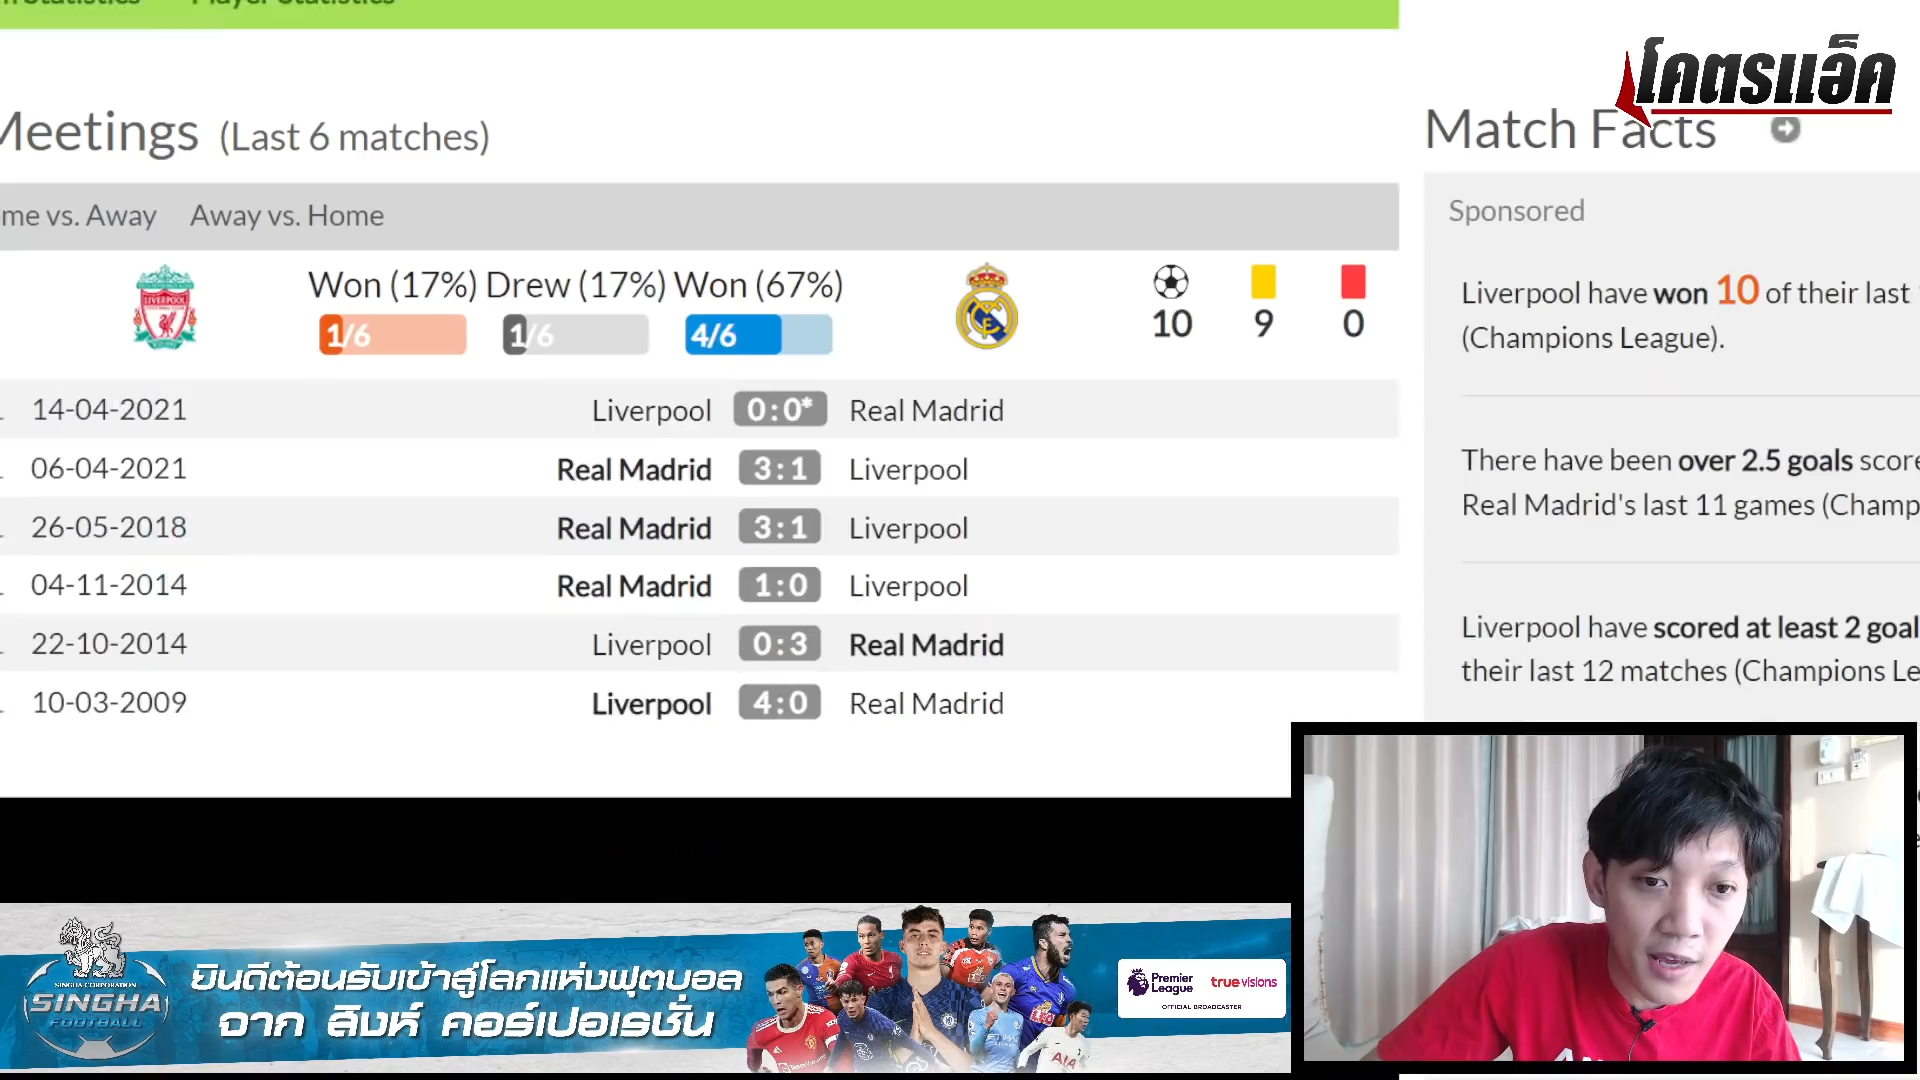 Player Statistics
โคตรแอ็ค
Meetings (Last 6 matches)
Match Facts
me vs. Away Away vs. Home
Sponsored
Won (17%) Drew (17%) Won (67%)
1/6 1/6 4/6
10 9 0
LIVERPOOL
Liverpool have won 10 of their last
(Champions League).
14-04-2021 Liverpool 0:0* Real Madrid
06-04-2021 Real Madrid 3:1 Liverpool
There have been over 2.5 goals score
Real Madrid's last 11 games (Champ
26-05-2018 Real Madrid 3:1 Liverpool
04-11-2014 Real Madrid 1:0 Liverpool
22-10-2014 Liverpool 0:3 Real Madrid
Liverpool have scored at least 2 goal
their last 12 matches (Champions Le
10-03-2009 Liverpool 4:0 Real Madrid
SINGHA CORPORATION
SINGHA
FOOTBALL
ยินดีต้อนรับเข้าสู่โลกแห่งฟุตบอล
จาก สิงห์ คอร์เปอเรชั่น
Premier
League
truevisions
OFFICIAL BROADCASTER
AIA